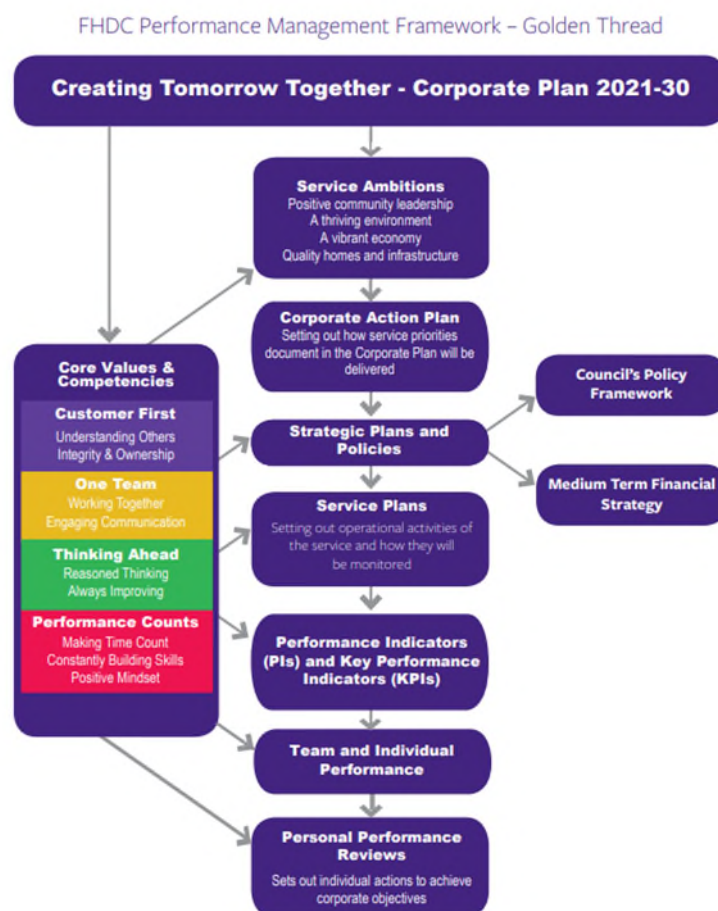 FHDC Performance Management Framework – Golden Thread
Creating Tomorrow Together - Corporate Plan 2021-30
Service Ambitions
Positive community leadership
A thriving environment
A vibrant economy
Quality homes and infrastructure
Corporate Action Plan
Setting out how service priorities
document in the Corporate Plan will be
delivered
Core Values &
Competencies
Customer First
Understanding Others
Integrity & Ownership
One Team
Working Together
Engaging Communication
Thinking Ahead
Reasoned Thinking
Always Improving
Performance Counts
Making Time Count
Constantly Building Skills
Positive Mindset
Strategic Plans and
Policies
Council's Policy
Framework
Medium Term Financial
Strategy
Service Plans
Setting out operational activities of
the service and how they will
be monitored
Performance Indicators
(PIs) and Key Performance
Indicators (KPIs)
Team and Individual
Performance
Personal Performance
Reviews
Sets out individual actions to achieve
corporate objectives